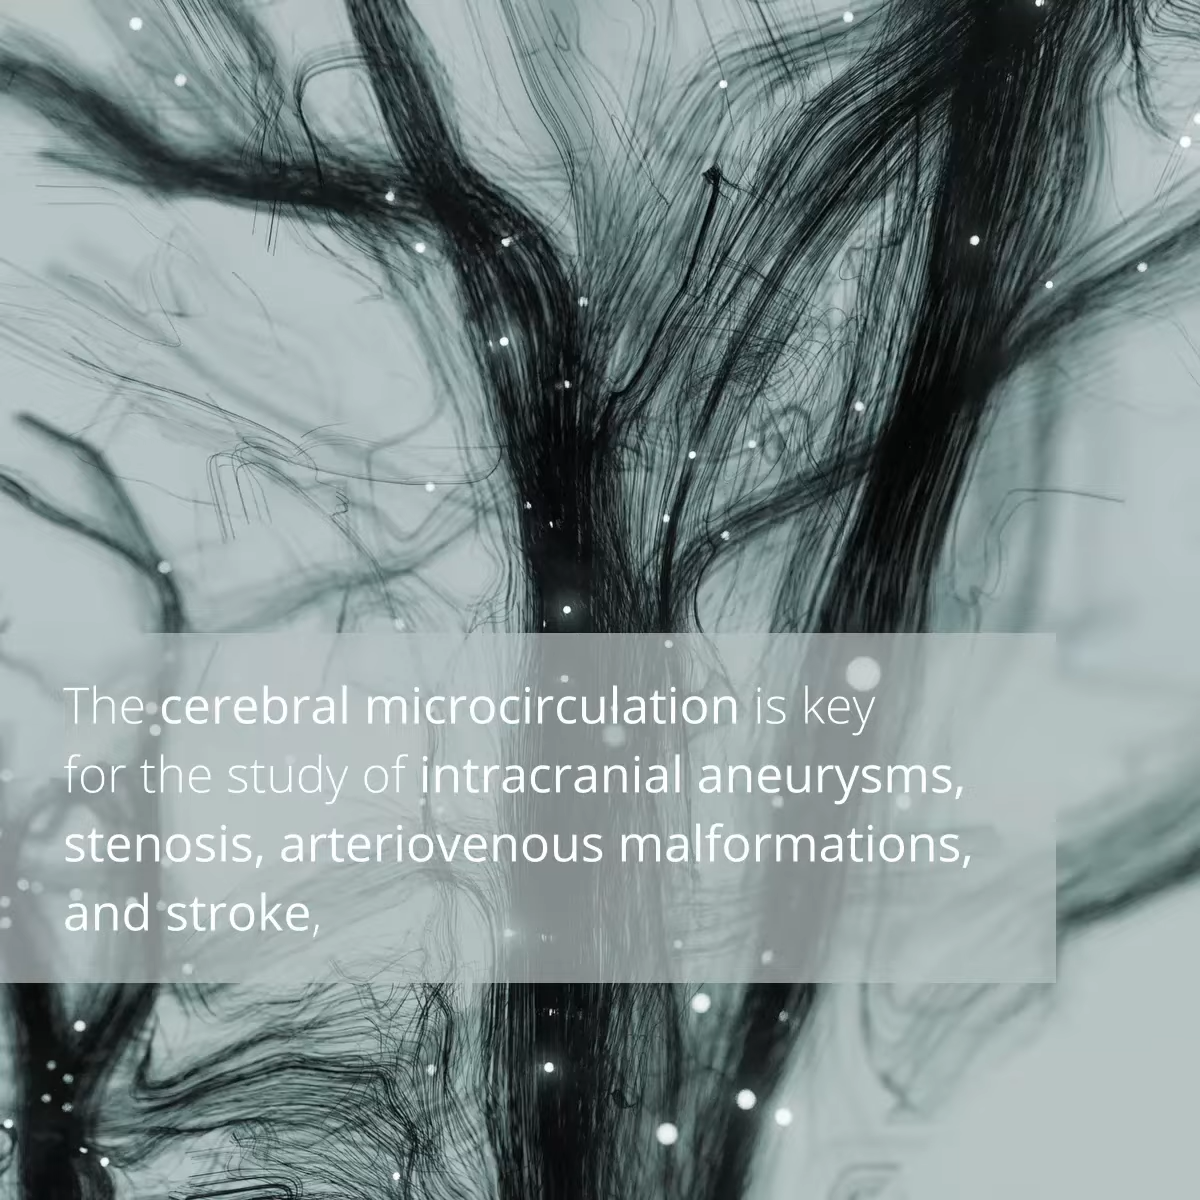 The cerebral microcirculation is key
for the study of intracranial aneurysms,
stenosis, arteriovenous malformations,
and stroke,